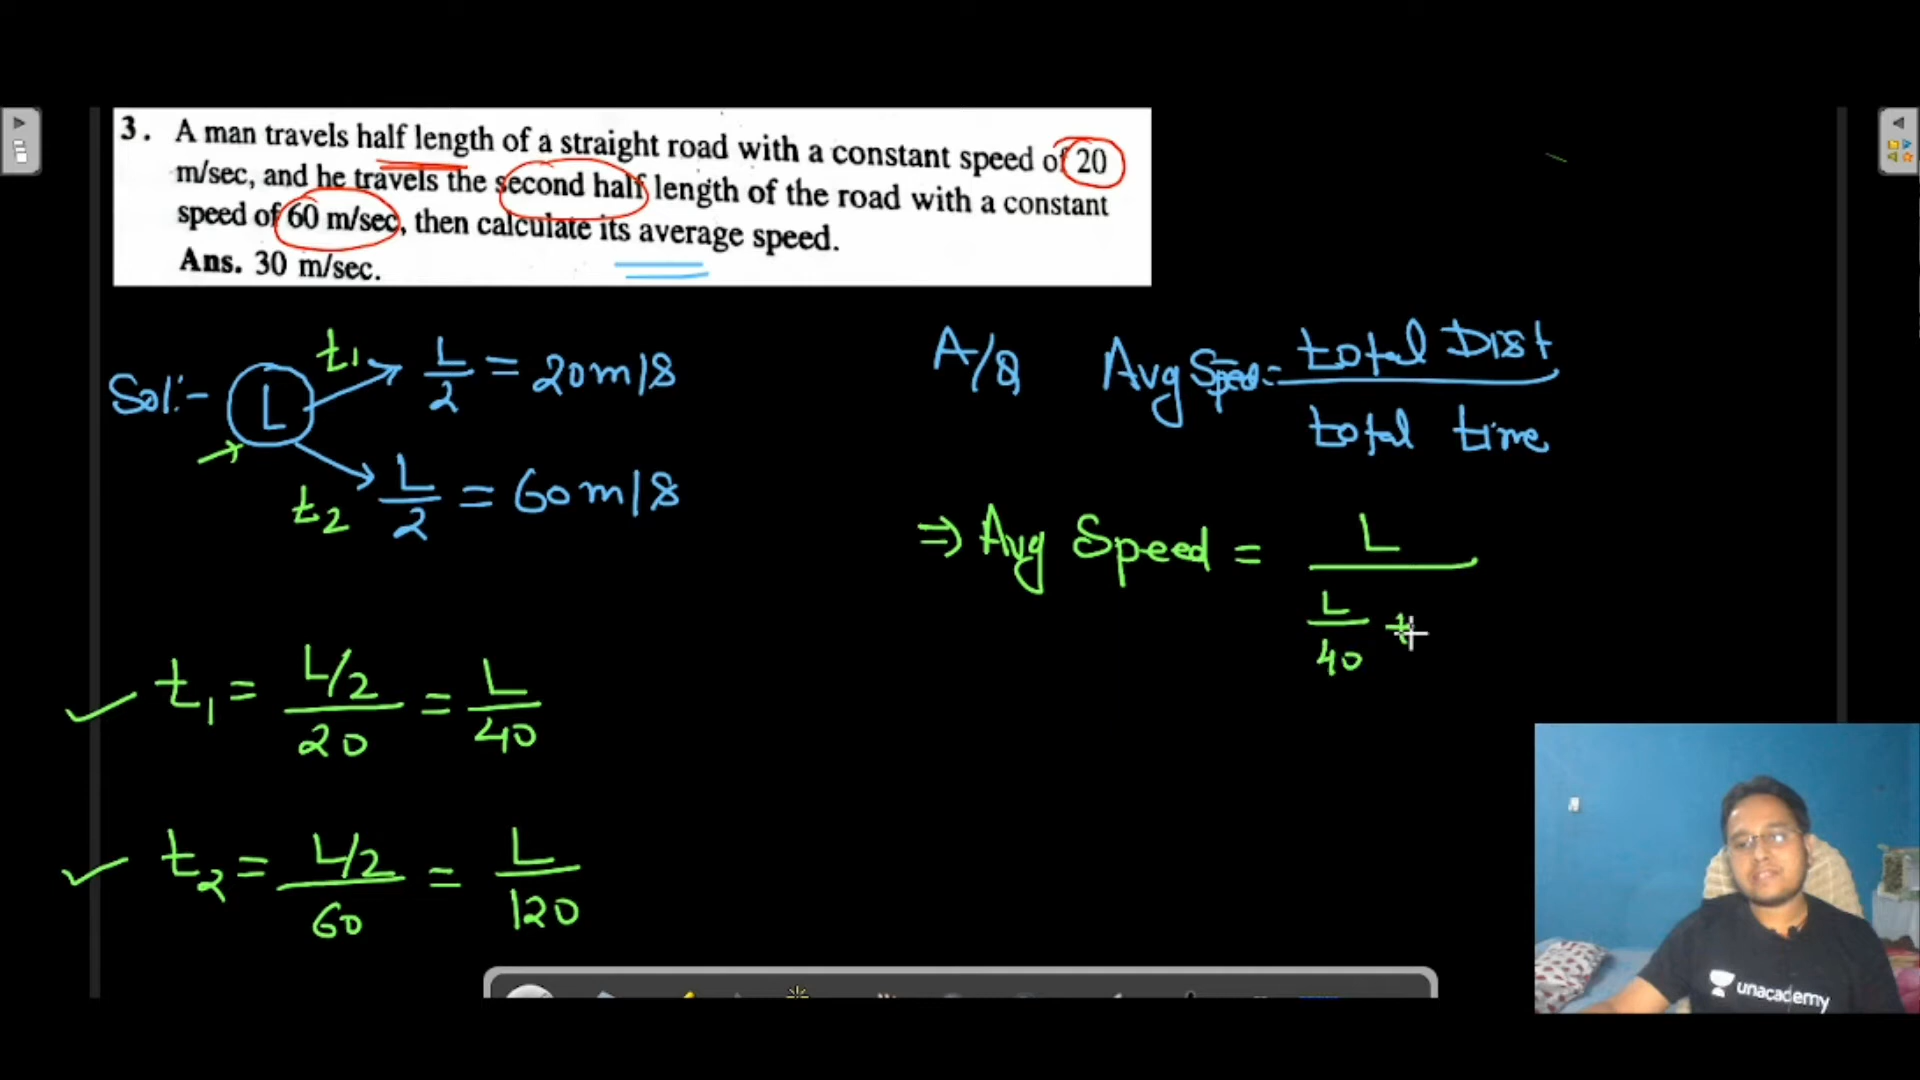 3. A man travels half length of a straight road with a constant speed of 20
m/sec, and he travels the second half length of the road with a constant
speed of 60 m/sec, then calculate its average speed.
Ans. 30 m/sec.
Sol:- L t1 L/2 = 20m/s
t2 L/2 = 60m/s
t1 = L/2/20 = L/40
t2 = L/2/60 = L/120
A/Q Avg Speed = total Dist/total time
⇒ Avg Speed = L/L/40 +
unacademy